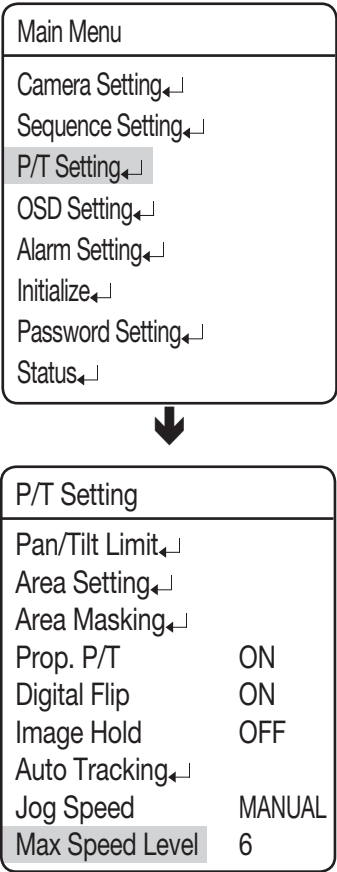 Main Menu
Camera Setting↵
Sequence Setting↵
P/T Setting↵
OSD Setting↵
Alarm Setting↵
Initialize↵
Password Setting↵
Status↵
P/T Setting
Pan/Tilt Limit↵
Area Setting↵
Area Masking↵
Prop. P/T ON
Digital Flip ON
Image Hold OFF
Auto Tracking↵
Jog Speed MANUAL
Max Speed Level 6